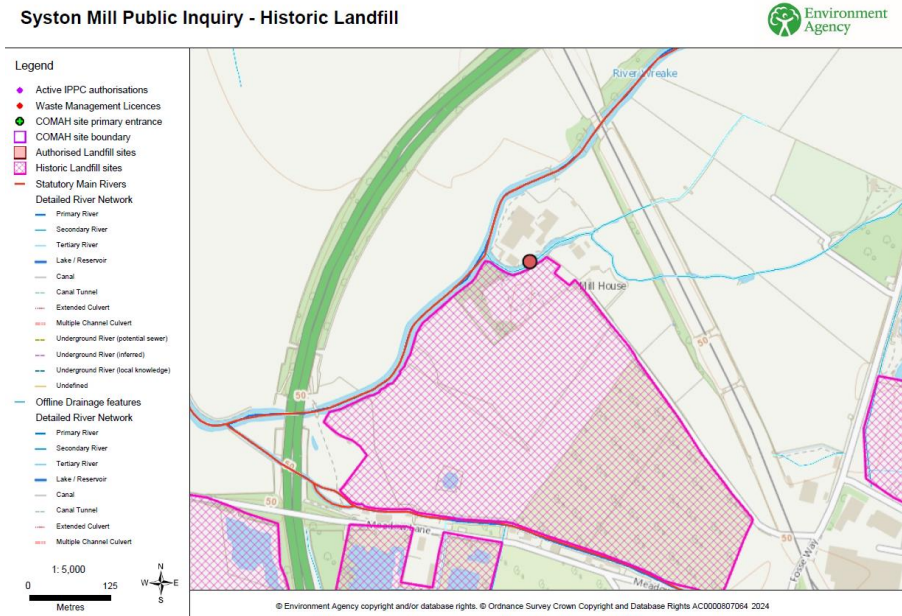 Syston Mill Public Inquiry - Historic Landfill
Environment
Agency
Legend
Active IPPC authorisations
Waste Management Licences
COMAH site primary entrance
COMAH site boundary
Authorised Landfill sites
Historic Landfill sites
Statutory Main Rivers
Detailed River Network
Primary River
Secondary River
Tertiary River
Lake / Reservoir
Canal
Canal Tunnel
Extended Culvert
Multiple Channel Culvert
Underground River (potential sewer)
Underground River (inferred)
Underground River (local knowledge)
Undefined
Offline Drainage features
Detailed River Network
Primary River
Secondary River
Tertiary River
Lake / Reservoir
Canal
Canal Tunnel
Extended Culvert
Multiple Channel Culvert
1: 5,000
0 125
Metres
N
W E
S
River Wreake
Mill House
50
50
50
50
50
Meadow Lane
Meadow
Fosse Way
© Environment Agency copyright and/or database rights. © Ordnance Survey Crown Copyright and Database Rights AC0000807064 2024